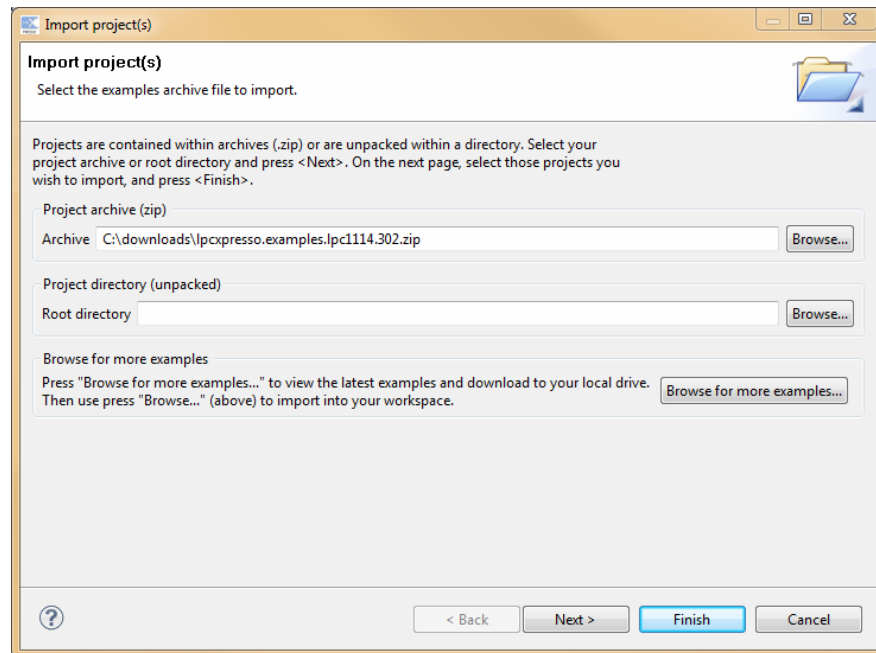 Import project(s)
Import project(s)
Select the examples archive file to import.
Projects are contained within archives (.zip) or are unpacked within a directory. Select your
project archive or root directory and press <Next>. On the next page, select those projects you
wish to import, and press <Finish>.
Project archive (zip)
Archive C:\downloads\lpcxpresso.examples.lpc1114.302.zip Browse...
Project directory (unpacked)
Root directory Browse...
Browse for more examples
Press "Browse for more examples..." to view the latest examples and download to your local drive.
Then use press "Browse..." (above) to import into your workspace.
Browse for more examples...
< Back Next > Finish Cancel